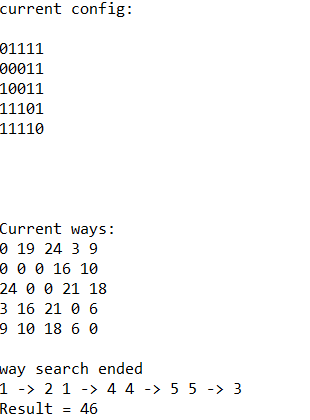 current config:
01111
00011
10011
11101
11110
Current ways:
0 19 24 3 9
0 0 0 16 10
24 0 0 21 18
3 16 21 0 6
9 10 18 6 0
way search ended
1 -> 2 1 -> 4 4 -> 5 5 -> 3
Result = 46